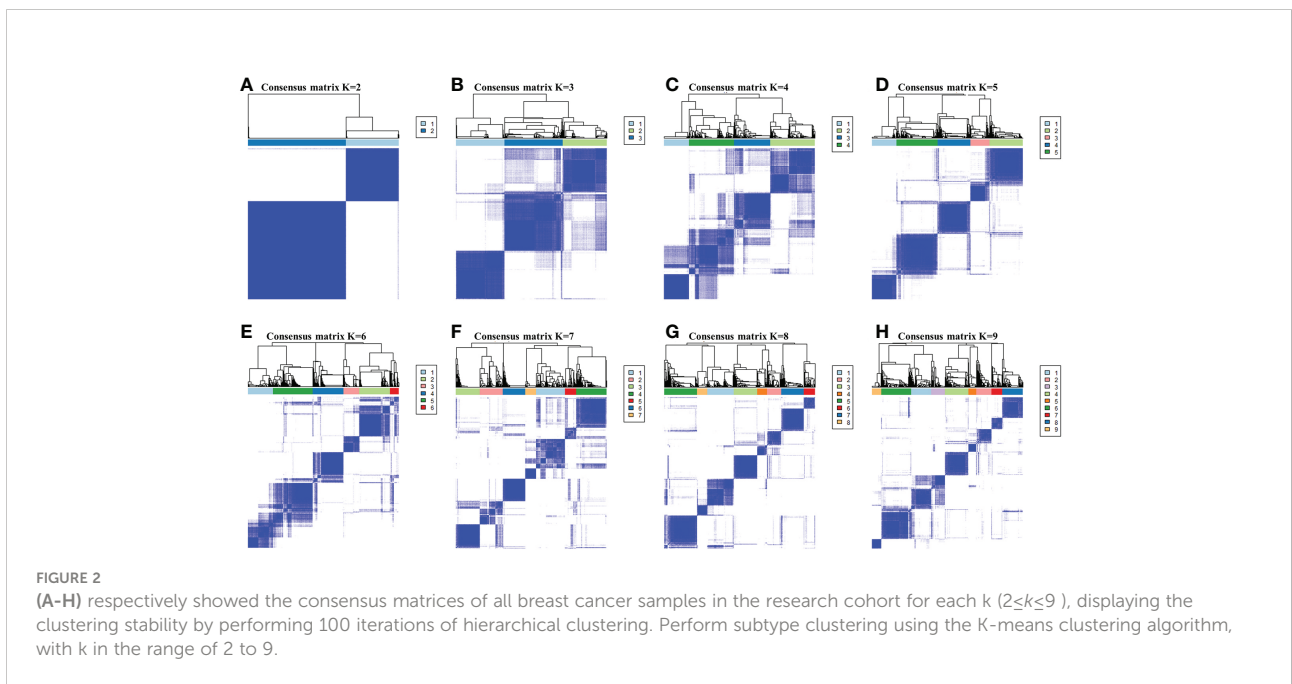 A
Consensus matrix K=2
1
2
B
Consensus matrix K=3
1
2
3
C
Consensus matrix K=4
1
2
3
4
D
Consensus matrix K=5
1
2
3
4
5
E
Consensus matrix K=6
1
2
3
4
5
6
F
Consensus matrix K=7
1
2
3
4
5
6
7
G
Consensus matrix K=8
1
2
3
4
5
6
7
8
H
Consensus matrix K=9
1
2
3
4
5
6
7
8
9
FIGURE 2
(A-H) respectively showed the consensus matrices of all breast cancer samples in the research cohort for each k (2≤k≤9 ), displaying the
clustering stability by performing 100 iterations of hierarchical clustering. Perform subtype clustering using the K-means clustering algorithm,
with k in the range of 2 to 9.